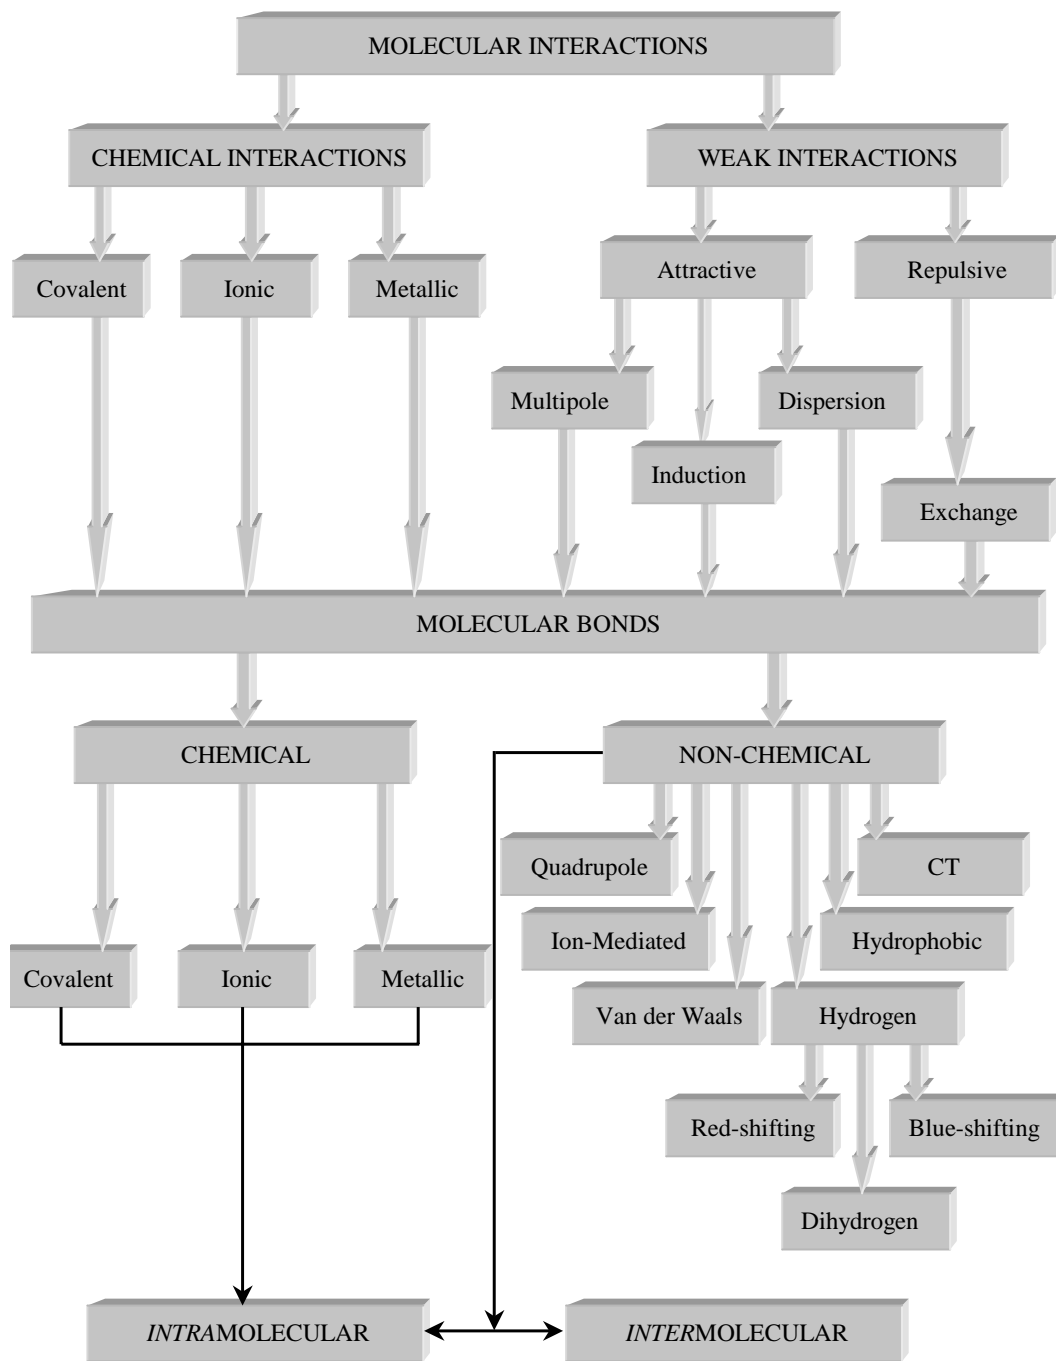 MOLECULAR INTERACTIONS
CHEMICAL INTERACTIONS
WEAK INTERACTIONS
Attractive
Repulsive
Covalent
Ionic
Metallic
Multipole
Dispersion
Induction
Exchange
MOLECULAR BONDS
CHEMICAL
NON-CHEMICAL
Quadrupole
CT
Ion-Mediated
Hydrophobic
Covalent
Ionic
Metallic
Van der Waals
Hydrogen
Red-shifting
Blue-shifting
Dihydrogen
INTRAMOLECULAR
INTERMOLECULAR